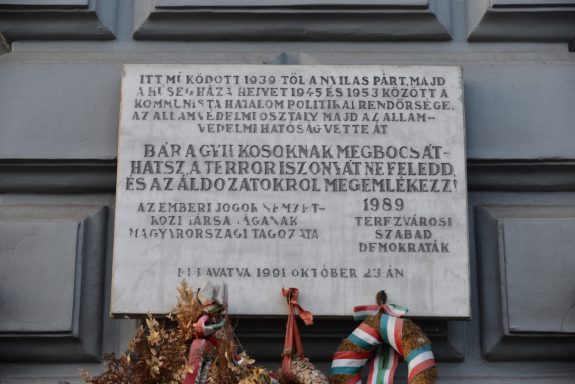 ITT MŰKÖDÖTT 1939-TŐL A NYILAS PÁRT, MAJD
A HŰSÉG HÁZA, HELYÉT 1945 ÉS 1953 KÖZÖTT A
KOMMUNISTA HATALOM POLITIKAI RENDŐRSÉGE,
AZ ÁLLAMVÉDELMI OSZTÁLY MAJD AZ ÁLLAM-
VÉDELMI HATÓSÁG VETTE ÁT
BÁR A GYILKOSOKNAK MEGBOCSÁT-
HATSZ, A TERROR ISZONYÁT NE FELEDD,
ÉS AZ ÁLDOZATOKRÓL MEGEMLÉKEZZ!
AZ EMBERI JOGOK NEMZET-
KÖZI TÁRSASÁGÁNAK
MAGYARORSZÁGI TAGOZATA
1989
TERÉZVÁROSI
SZABAD
DEMOKRATÁK
FELAVATVA 1991 OKTÓBER 23-ÁN